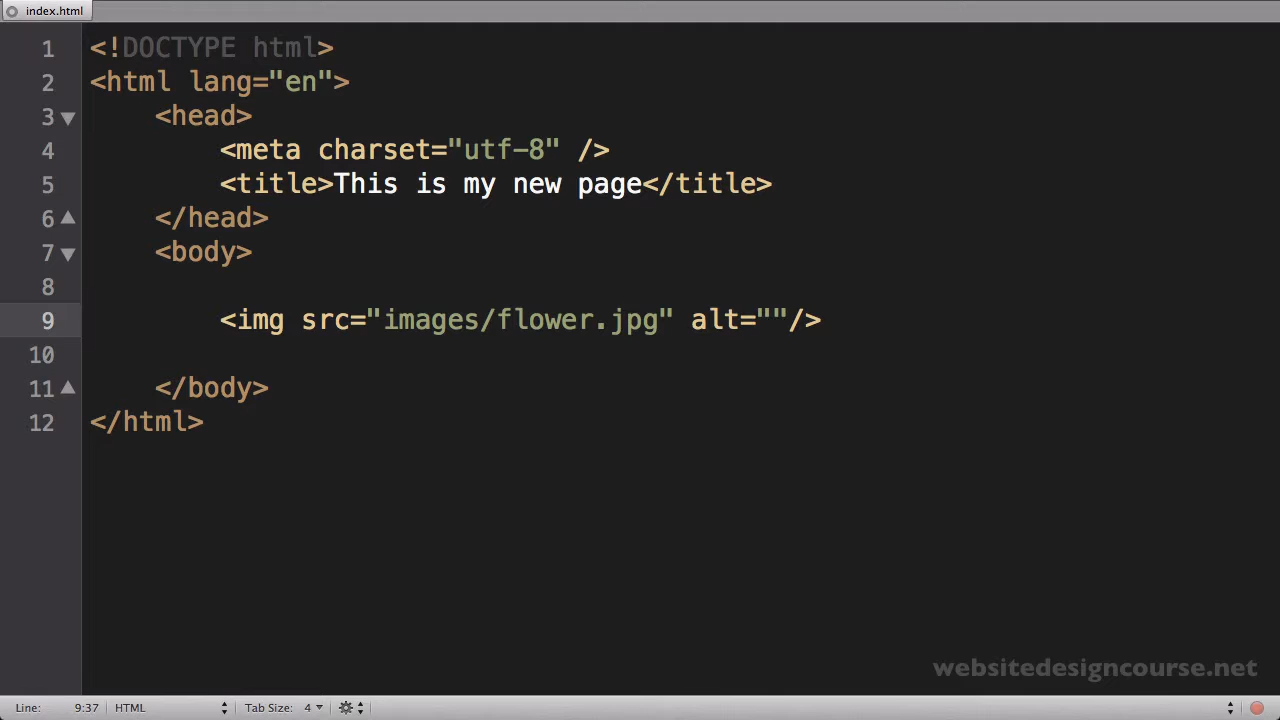 index.html
1 <!DOCTYPE html>
2 <html lang="en">
3 <head>
4 <meta charset="utf-8" />
5 <title>This is my new page</title>
6 </head>
7 <body>
8
9 <img src="images/flower.jpg" alt=""/>
10
11 </body>
12 </html>
websitedesigncourse.net
Line: 9:37 HTML Tab Size: 4